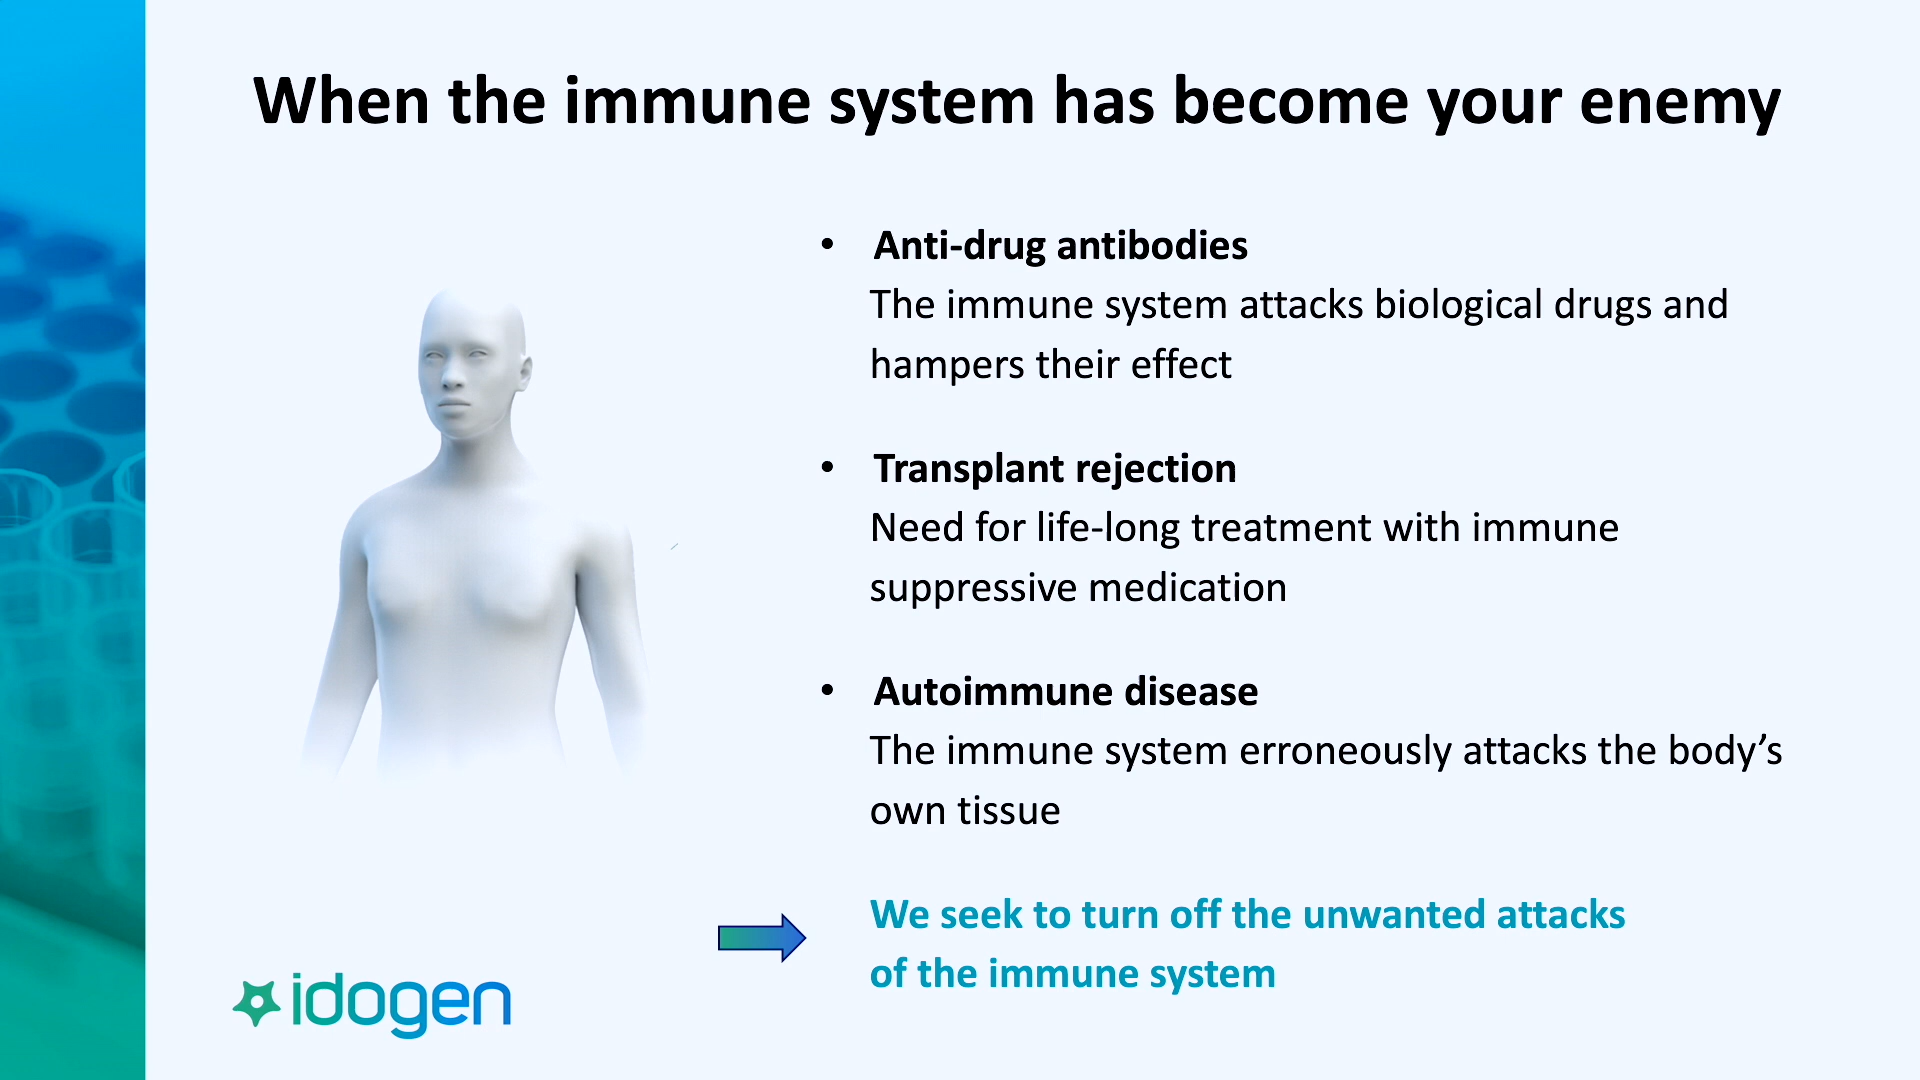 When the immune system has become your enemy
• Anti-drug antibodies
The immune system attacks biological drugs and
hampers their effect
• Transplant rejection
Need for life-long treatment with immune
suppressive medication
• Autoimmune disease
The immune system erroneously attacks the body’s
own tissue
We seek to turn off the unwanted attacks
of the immune system
idogen